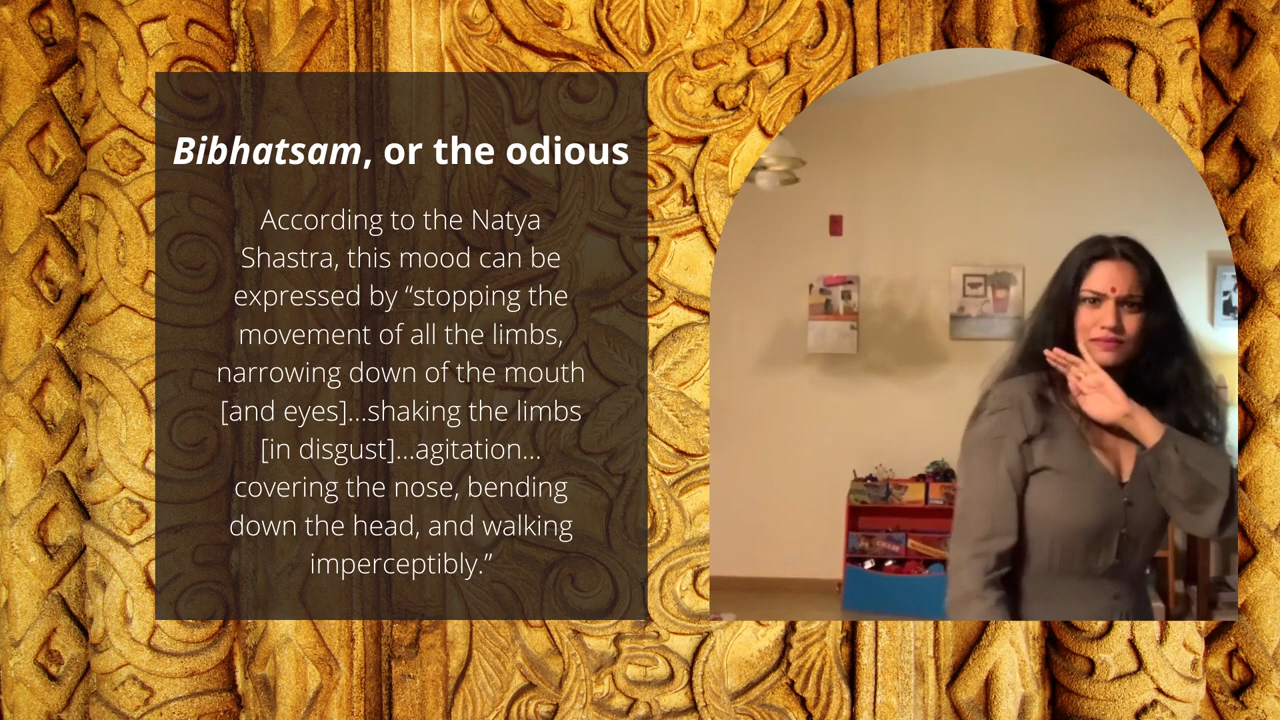 Bibhatsam, or the odious
According to the Natya
Shastra, this mood can be
expressed by “stopping the
movement of all the limbs,
narrowing down of the mouth
[and eyes]...shaking the limbs
[in disgust]...agitation...
covering the nose, bending
down the head, and walking
imperceptibly.”